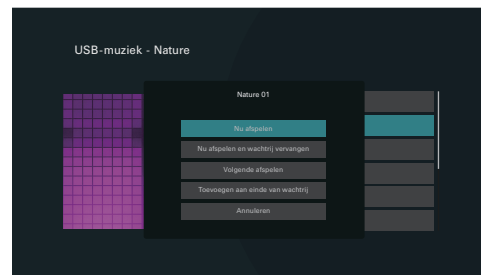 USB-muziek - Nature
Nature 01
Nu afspelen
Nu afspelen en wachtrij vervangen
Volgende afspelen
Toevoegen aan einde van wachtrij
Annuleren